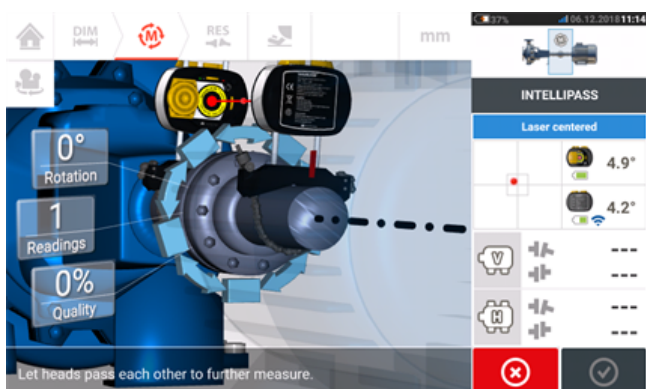 DIM
M
RES
mm
37%
06.12.2018 11:14
0°
Rotation
1
Readings
0%
Quality
Let heads pass each other to further measure.
INTELLIPASS
Laser centered
4.9°
4.2°
V
---
---
H
---
---